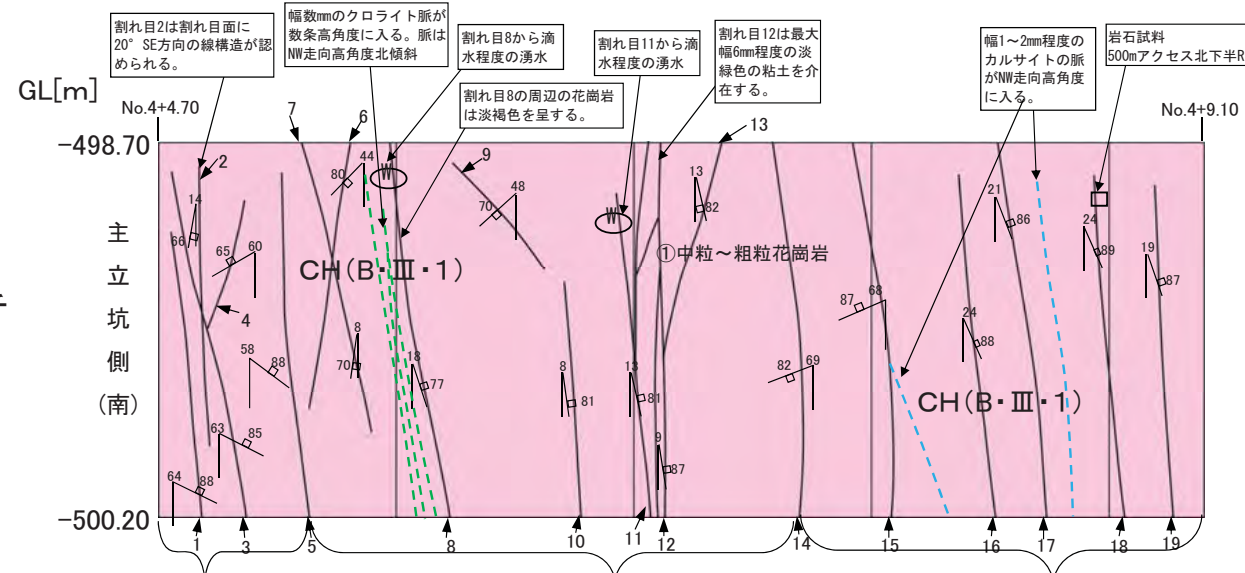 割れ目2は割れ目面に
20°SE方向の線構造が認
められる。
幅数mmのクロライト脈が
数条高角度に入る。脈は
NW走向高角度北傾斜
割れ目8から滴
水程度の湧水
割れ目8の周辺の花崗岩
は淡褐色を呈する。
割れ目11から滴
水程度の湧水
割れ目12は最大
幅6mm程度の淡
緑色の粘土を介
在する。
幅1～2mm程度の
カルサイトの脈
がNW走向高角度
に入る。
岩石試料
500mアクセス北下半R
GL[m]
No.4+4.70
No.4+9.10
7
6
13
-498.70
2
44
W
9
13
80
48
14
70
W
82
21
86
24
66
65
60
CH(B・Ⅲ・1)
①中粒～粗粒花崗岩
89
19
87
主
立
坑
側
(南)
4
87
68
8
24
58
88
70
18
77
8
81
13
81
82
69
88
CH(B・Ⅲ・1)
63
85
9
87
64
88
-500.20
1
3
5
8
10
11
12
14
15
16
17
18
19